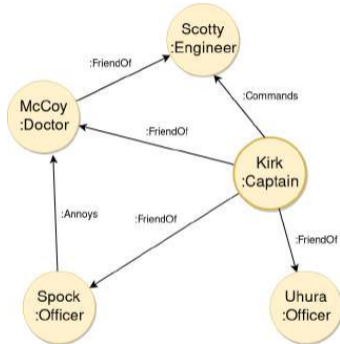 Scotty
:Engineer
:FriendOf
McCoy
:Doctor
:Commands
:FriendOf
Kirk
:Captain
:Annoys
:FriendOf
:FriendOf
Spock
:Officer
Uhura
:Officer